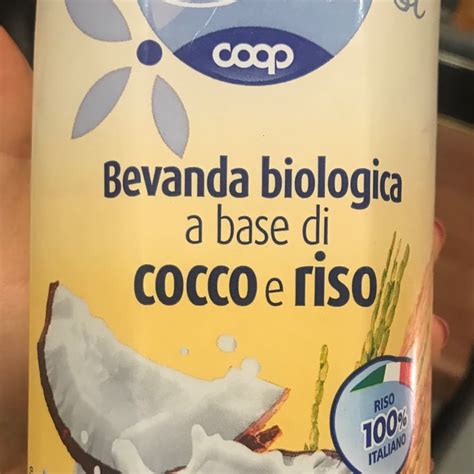 coop
Bevanda biologica
a base di
cocco e riso
RISO
100%
ITALIANO